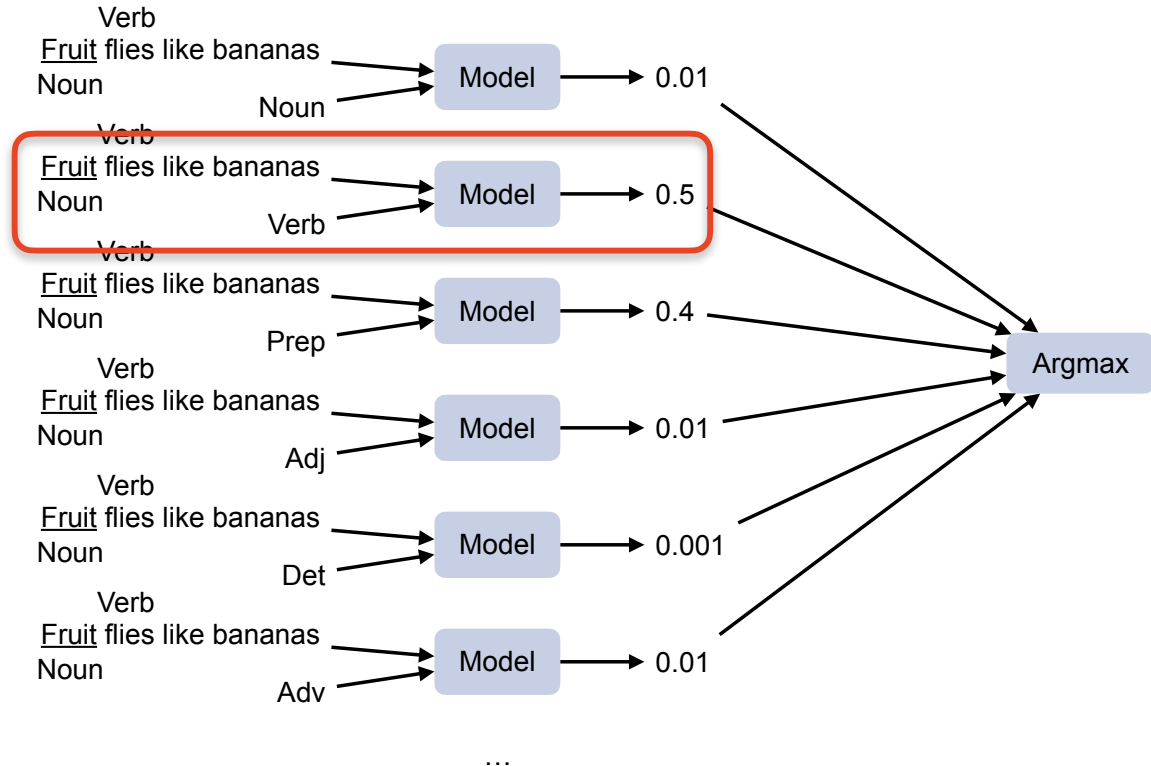 Verb
Fruit flies like bananas
Noun
Noun
Model
0.01
Verb
Fruit flies like bananas
Noun
Verb
Model
0.5
Verb
Fruit flies like bananas
Noun
Prep
Model
0.4
Verb
Fruit flies like bananas
Noun
Adj
Model
0.01
Verb
Fruit flies like bananas
Noun
Det
Model
0.001
Verb
Fruit flies like bananas
Noun
Adv
Model
0.01
Argmax
...